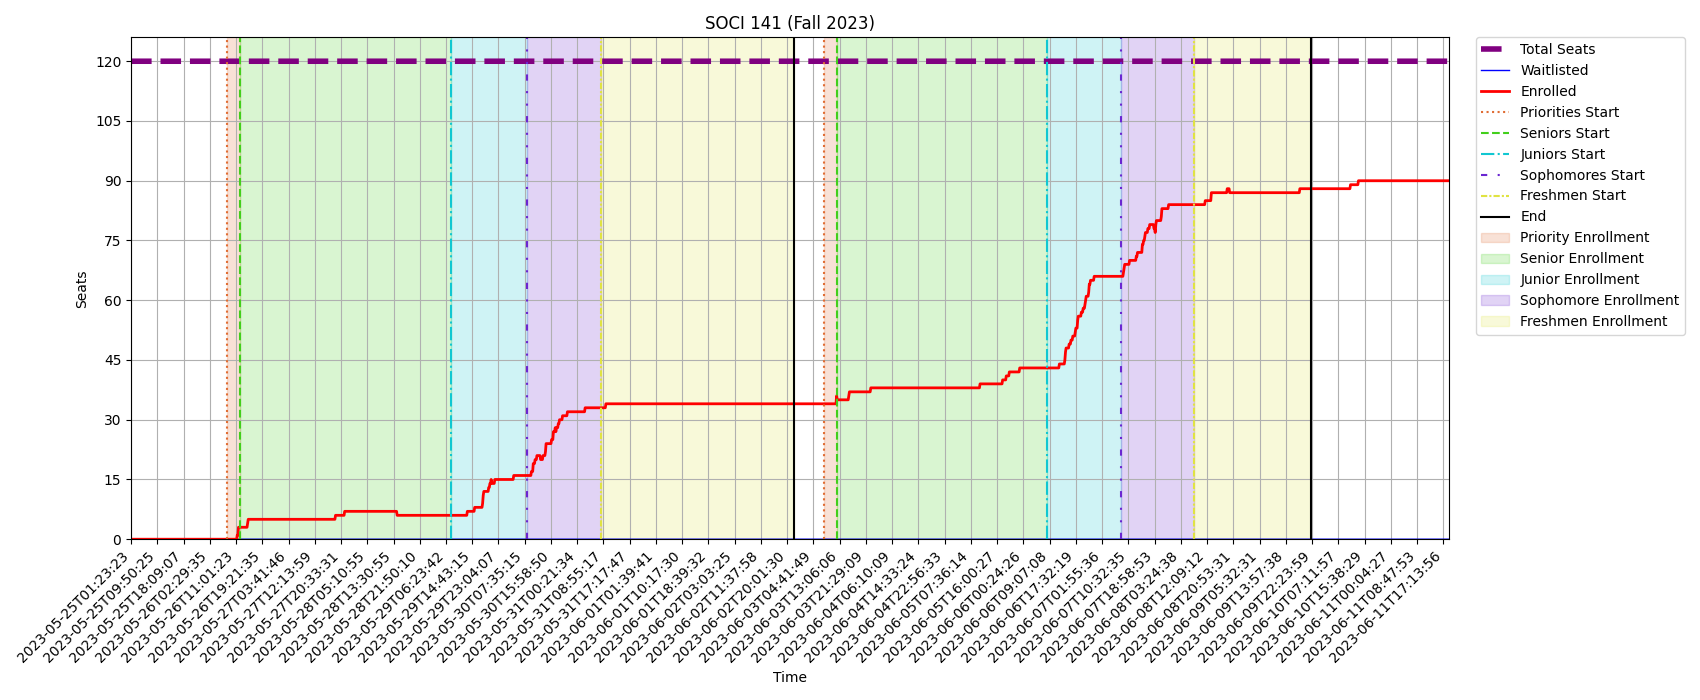 SOCI 141 (Fall 2023)
Seats
120
105
90
75
60
45
30
15
0
2023-05-25T01:23:23
2023-05-25T09:50:25
2023-05-25T18:09:07
2023-05-26T02:29:35
2023-05-26T11:01:23
2023-05-26T19:21:35
2023-05-27T03:41:46
2023-05-27T12:13:59
2023-05-27T20:33:31
2023-05-28T05:10:55
2023-05-28T13:30:55
2023-05-28T21:50:10
2023-05-29T06:23:42
2023-05-29T14:43:15
2023-05-29T23:04:07
2023-05-30T07:35:15
2023-05-30T15:58:50
2023-05-31T00:21:34
2023-05-31T08:55:17
2023-05-31T17:17:47
2023-06-01T01:39:41
2023-06-01T10:17:30
2023-06-01T18:39:32
2023-06-02T03:03:25
2023-06-02T11:37:58
2023-06-02T20:01:30
2023-06-03T04:41:49
2023-06-03T13:06:06
2023-06-03T21:29:09
2023-06-04T06:10:09
2023-06-04T14:33:24
2023-06-04T22:56:33
2023-06-05T07:36:14
2023-06-05T16:00:27
2023-06-06T00:24:26
2023-06-06T09:07:08
2023-06-06T17:32:19
2023-06-07T01:55:36
2023-06-07T10:32:35
2023-06-07T18:58:53
2023-06-08T03:24:38
2023-06-08T12:09:12
2023-06-08T20:53:31
2023-06-09T05:32:31
2023-06-09T13:57:38
2023-06-09T22:23:59
2023-06-10T07:11:57
2023-06-10T15:38:29
2023-06-11T00:04:27
2023-06-11T08:47:53
2023-06-11T17:13:56
Time
Total Seats
Waitlisted
Enrolled
Priorities Start
Seniors Start
Juniors Start
Sophomores Start
Freshmen Start
End
Priority Enrollment
Senior Enrollment
Junior Enrollment
Sophomore Enrollment
Freshmen Enrollment